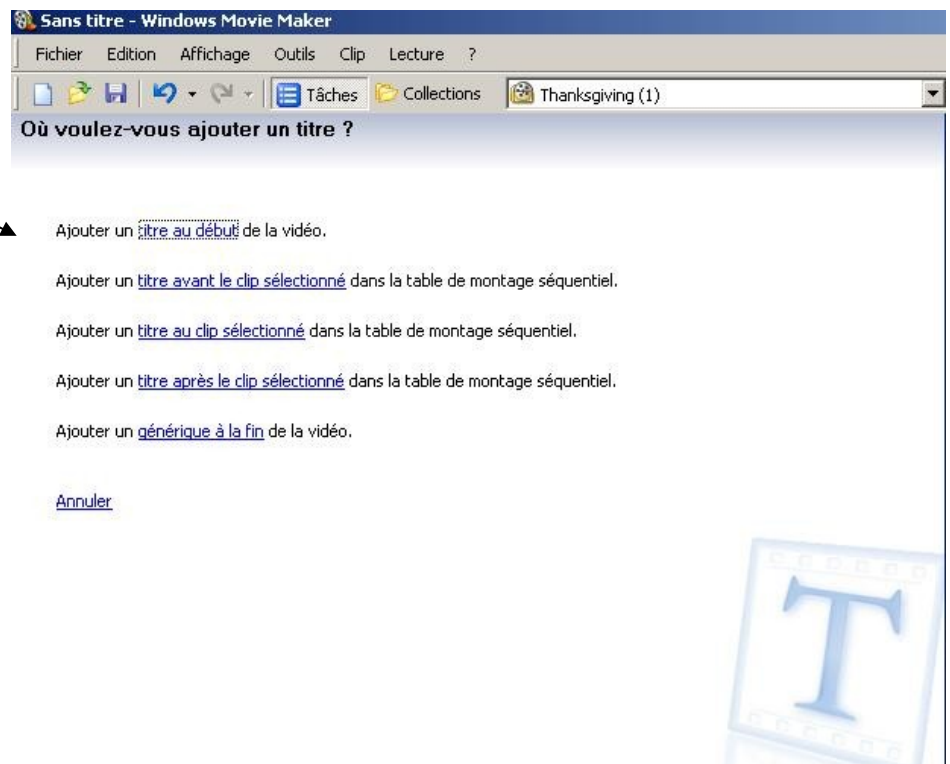 Sans titre - Windows Movie Maker
Fichier Edition Affichage Outils Clip Lecture ?
Tâches Collections Thanksgiving (1)
Où voulez-vous ajouter un titre ?
Ajouter un titre au début de la vidéo.
Ajouter un titre avant le clip sélectionné dans la table de montage séquentiel.
Ajouter un titre au clip sélectionné dans la table de montage séquentiel.
Ajouter un titre après le clip sélectionné dans la table de montage séquentiel.
Ajouter un générique à la fin de la vidéo.
Annuler
T